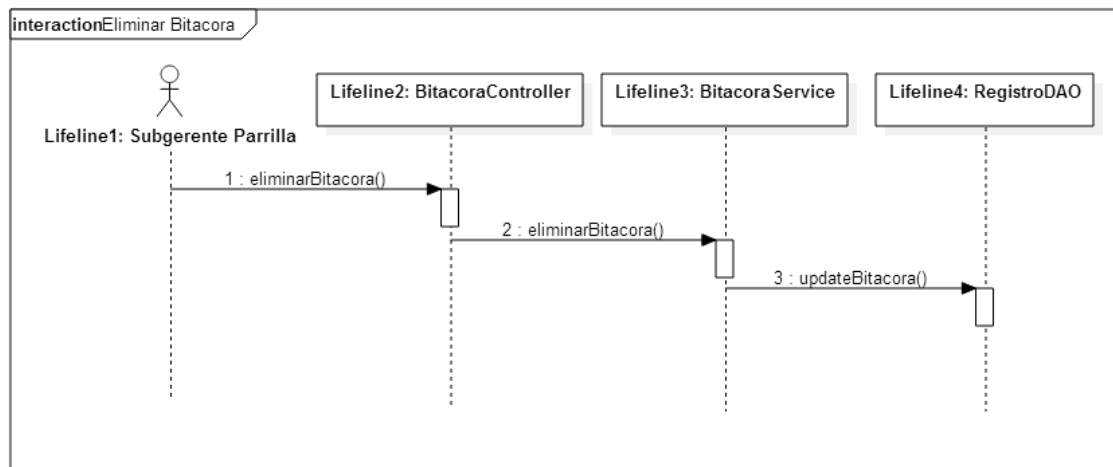 interactionEliminar Bitacora
Lifeline2: BitacoraController
Lifeline3: BitacoraService
Lifeline4: RegistroDAO
Lifeline1: Subgerente Parrilla
1 : eliminarBitacora()
2 : eliminarBitacora()
3 : updateBitacora()